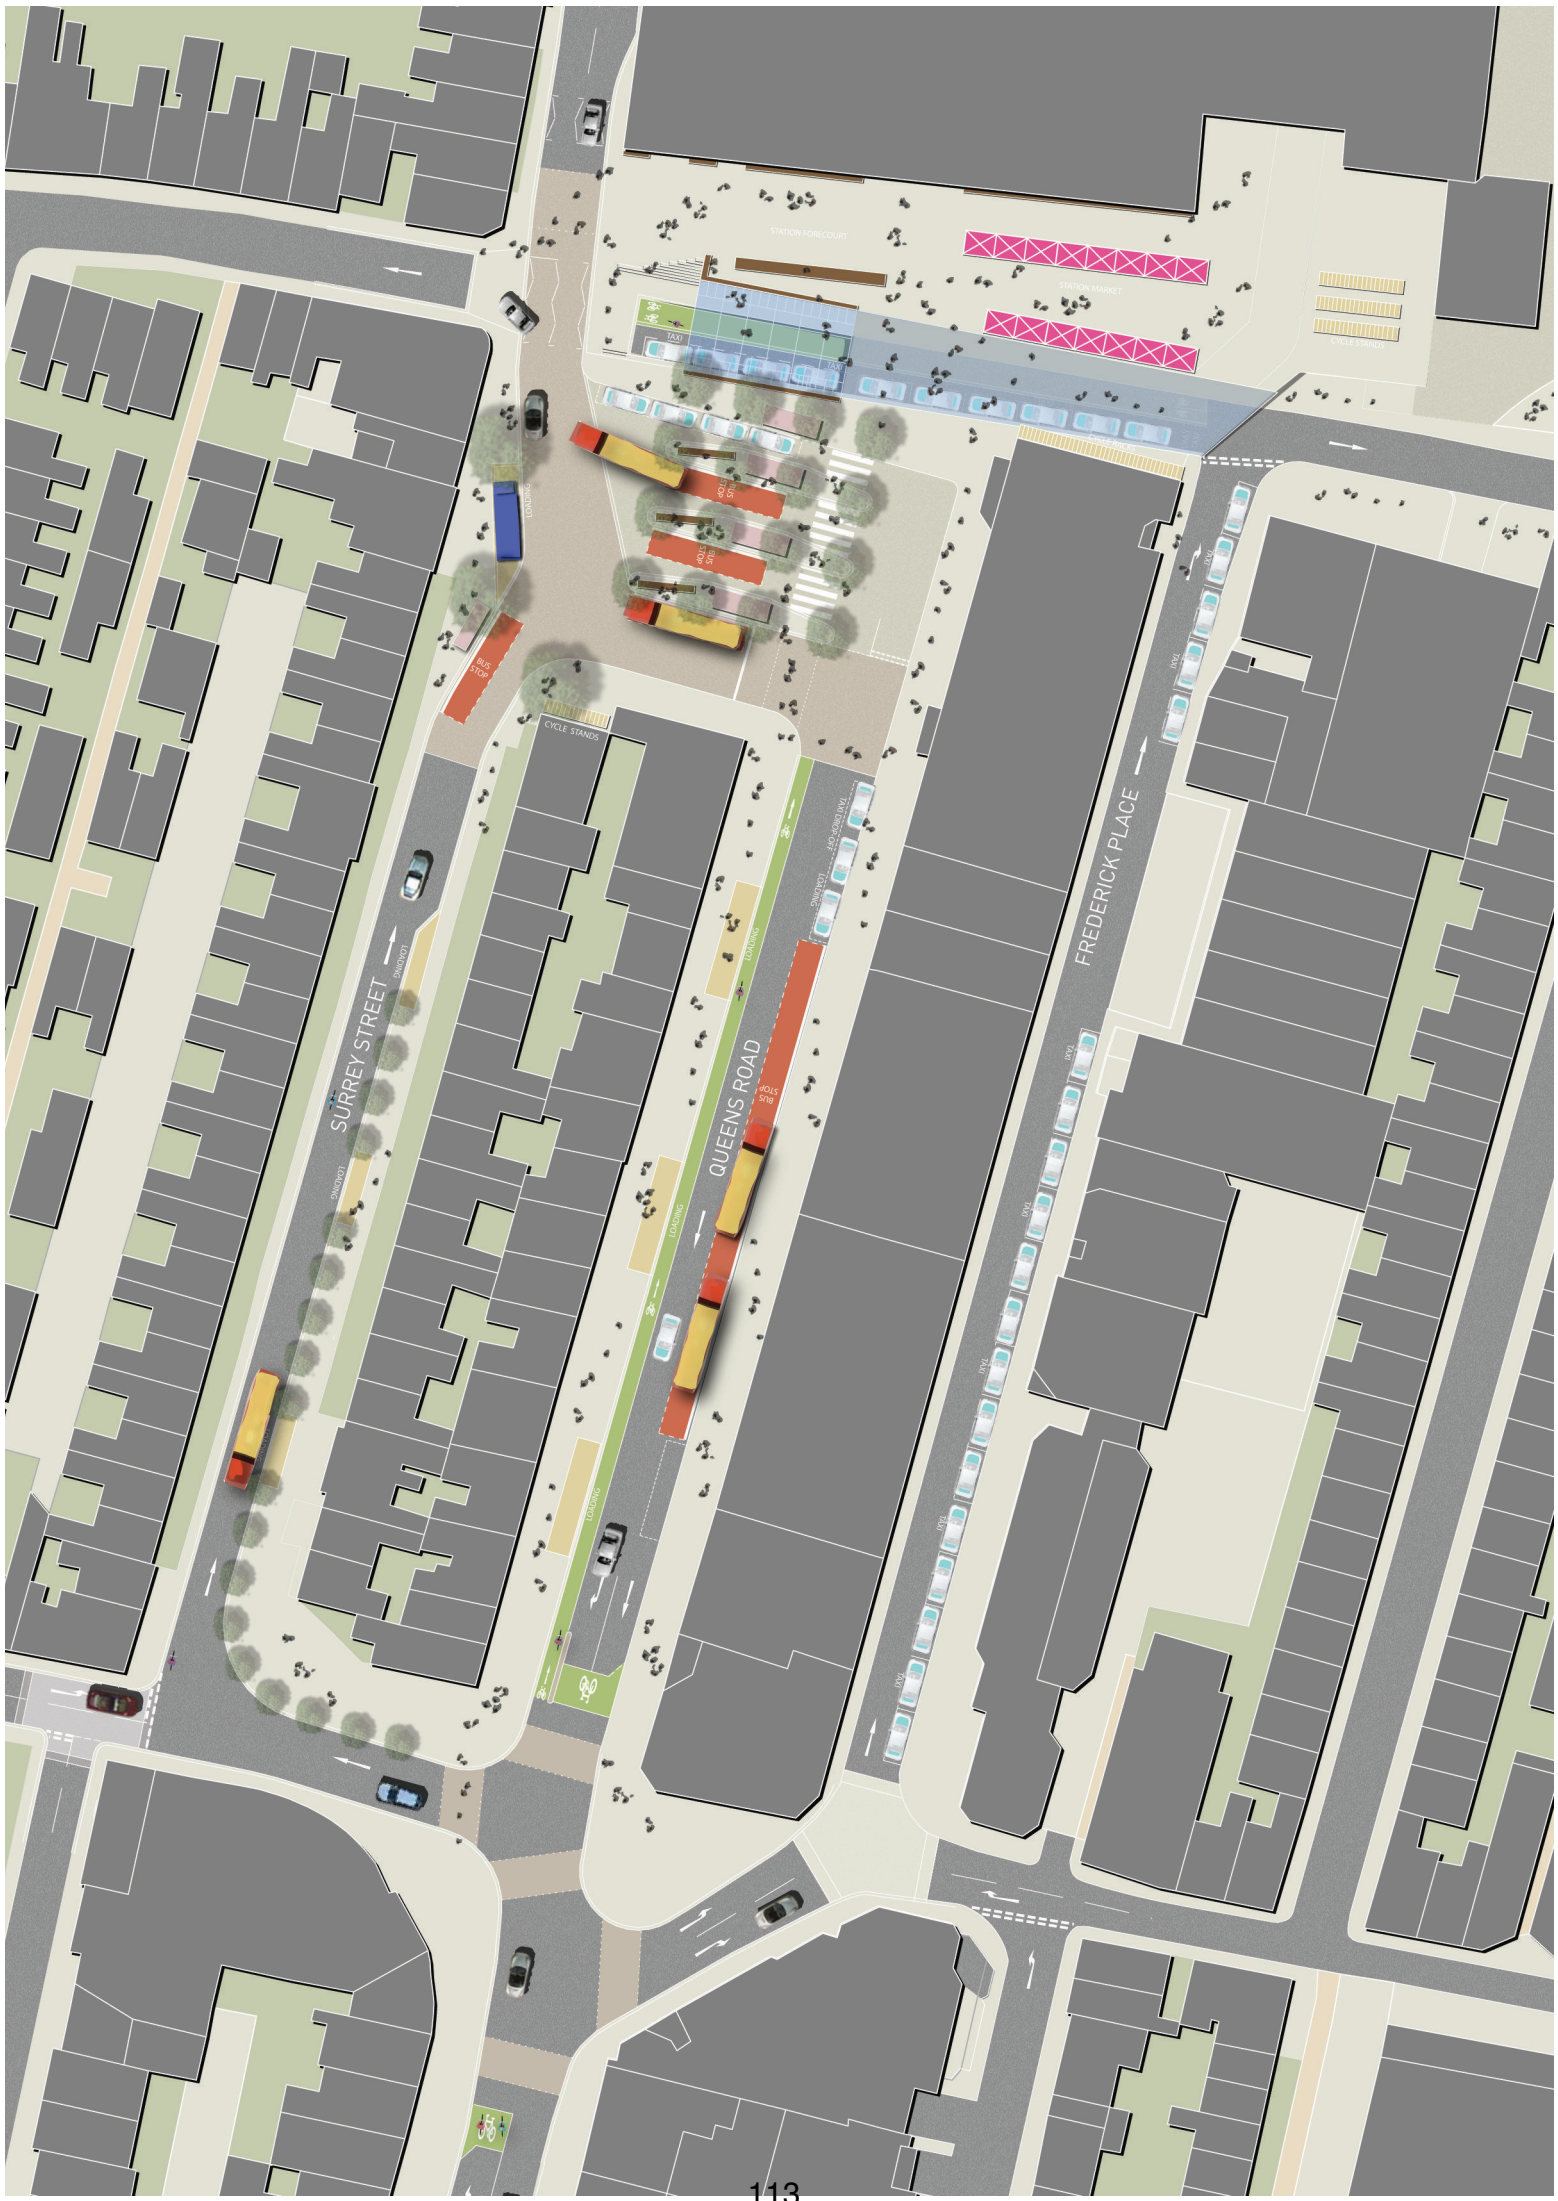 STATION FORECOURT
STATION MARKET
CYCLE STANDS
TAXI
TAXI
LOADING
BUS
STOP
BUS
STOP
BUS
STOP
CYCLE STANDS
TAXI
TAXI
FREDERICK PLACE
TAXI DROP-OFF
LOADING
LOADING
LOADING
SURREY STREET
QUEENS ROAD
BUS
STOP
TAXI
LOADING
LOADING
TAXI
TAXI
LOADING
TAXI
TAXI
113